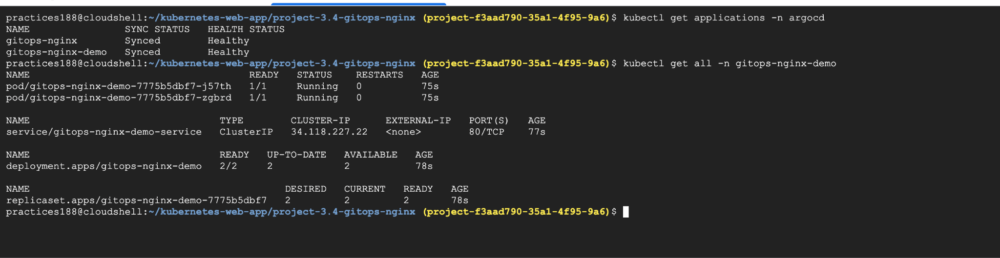 practices188@cloudshell:~/kubernetes-web-app/project-3.4-gitops-nginx (project-f3aad790-35a1-4f95-9a6)$ kubectl get applications -n argocd
NAME                SYNC STATUS   HEALTH STATUS
gitops-nginx        Synced        Healthy
gitops-nginx-demo   Synced        Healthy
practices188@cloudshell:~/kubernetes-web-app/project-3.4-gitops-nginx (project-f3aad790-35a1-4f95-9a6)$ kubectl get all -n gitops-nginx-demo
NAME                                     READY   STATUS    RESTARTS   AGE
pod/gitops-nginx-demo-7775b5dbf7-j57th   1/1     Running   0          75s
pod/gitops-nginx-demo-7775b5dbf7-zgbrd   1/1     Running   0          75s

NAME                                TYPE        CLUSTER-IP      EXTERNAL-IP   PORT(S)   AGE
service/gitops-nginx-demo-service   ClusterIP   34.118.227.22   <none>        80/TCP    77s

NAME                                READY   UP-TO-DATE   AVAILABLE   AGE
deployment.apps/gitops-nginx-demo   2/2     2            2           78s

NAME                                           DESIRED   CURRENT   READY   AGE
replicaset.apps/gitops-nginx-demo-7775b5dbf7   2         2         2       78s
practices188@cloudshell:~/kubernetes-web-app/project-3.4-gitops-nginx (project-f3aad790-35a1-4f95-9a6)$